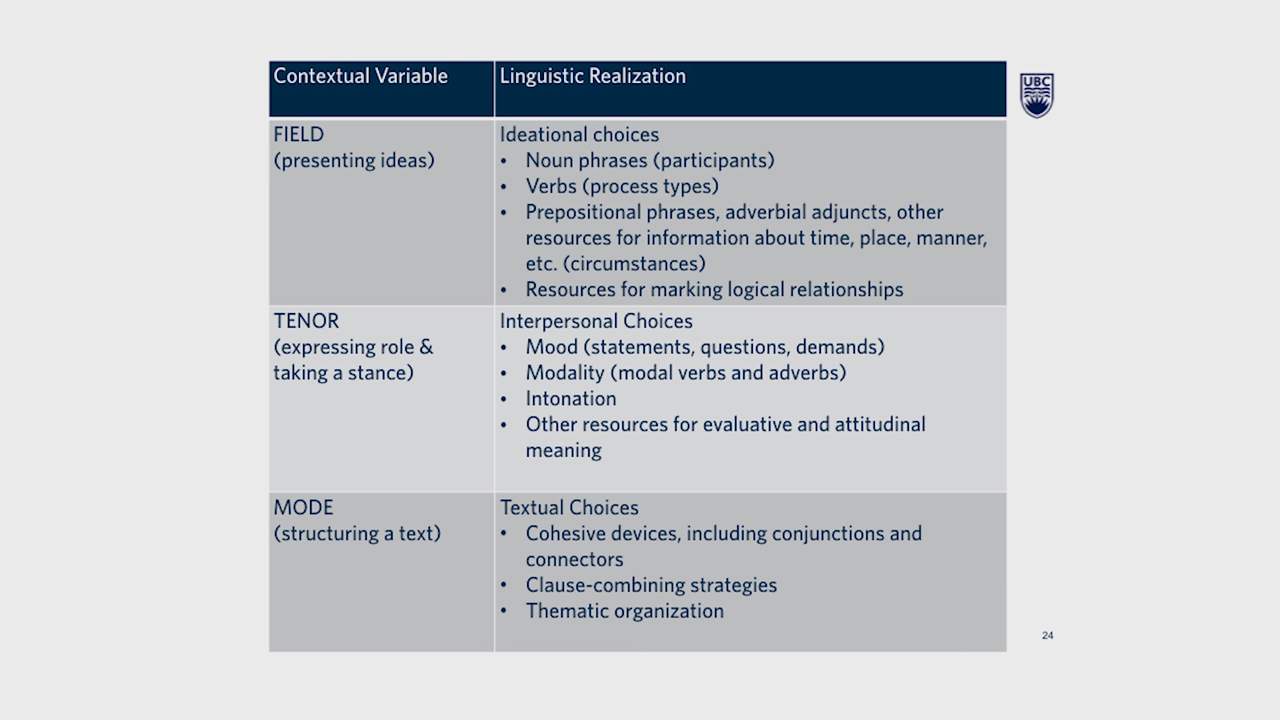 Contextual Variable
Linguistic Realization
UBC
FIELD
(presenting ideas)
Ideational choices
• Noun phrases (participants)
• Verbs (process types)
• Prepositional phrases, adverbial adjuncts, other
resources for information about time, place, manner,
etc. (circumstances)
• Resources for marking logical relationships
TENOR
(expressing role &
taking a stance)
Interpersonal Choices
• Mood (statements, questions, demands)
• Modality (modal verbs and adverbs)
• Intonation
• Other resources for evaluative and attitudinal
meaning
MODE
(structuring a text)
Textual Choices
• Cohesive devices, including conjunctions and
connectors
• Clause-combining strategies
• Thematic organization
24